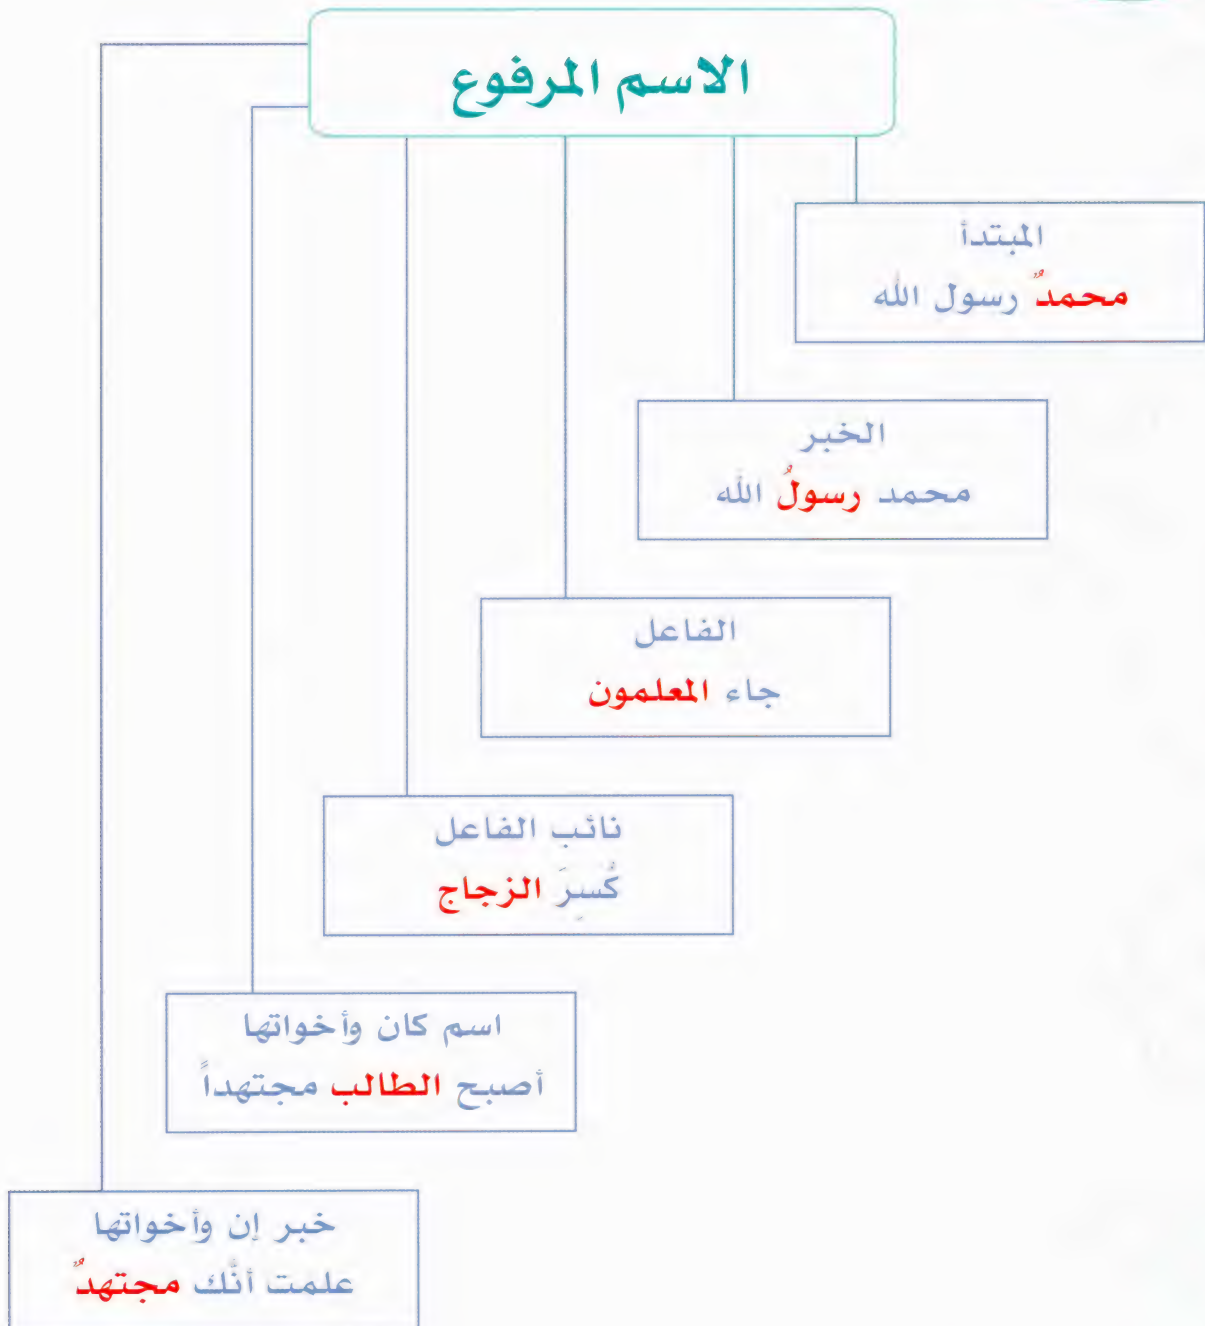 الاسم المرفوع
المبتدأ
محمدٌ رسول الله
الخبر
محمد رسولُ الله
الفاعل
جاء المعلمون
نائب الفاعل
كُسِرَ الزجاج
اسم كان وأخواتها
أصبح الطالب مجتهداً
خبر إن وأخواتها
علمت أنَّك مجتهدٌ